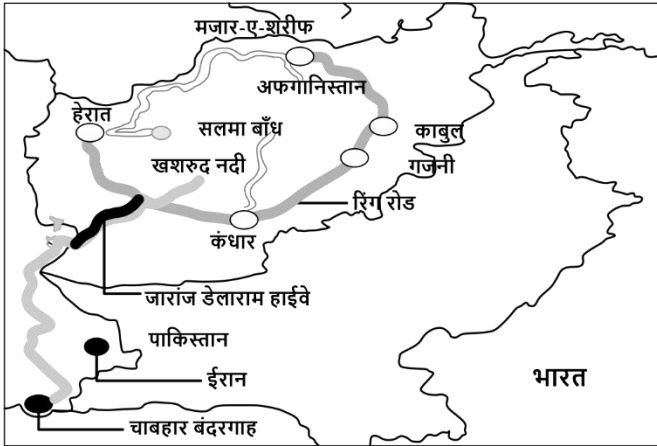 मजार-ए-शरीफ
अफगानिस्तान
हेरात
सलमा बाँध
काबुल
खशरुद नदी
गजनी
रिंग रोड
कंधार
जारांज डेलाराम हाईवे
पाकिस्तान
ईरान
भारत
चाबहार बंदरगाह